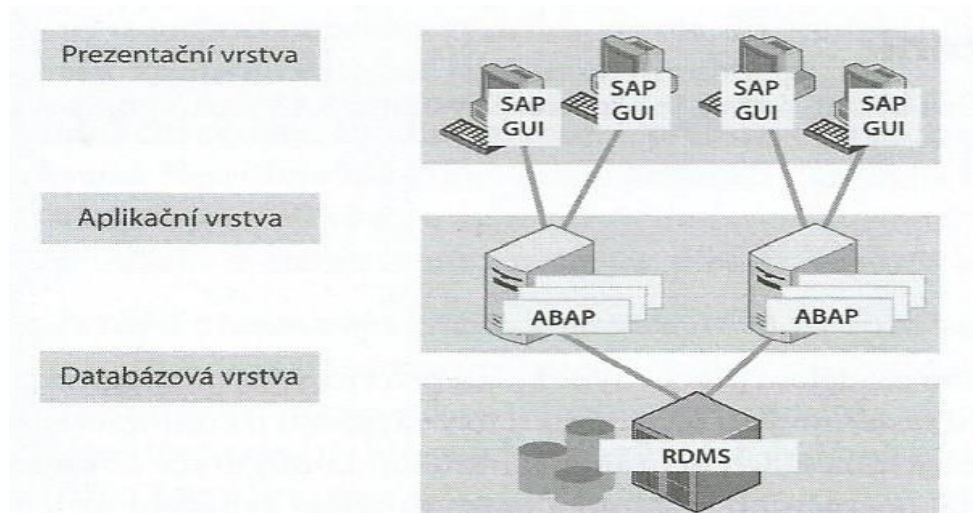 Prezentační vrstva
SAP
GUI
SAP
GUI
SAP
GUI
SAP
GUI
Aplikační vrstva
ABAP
ABAP
Databázová vrstva
RDMS